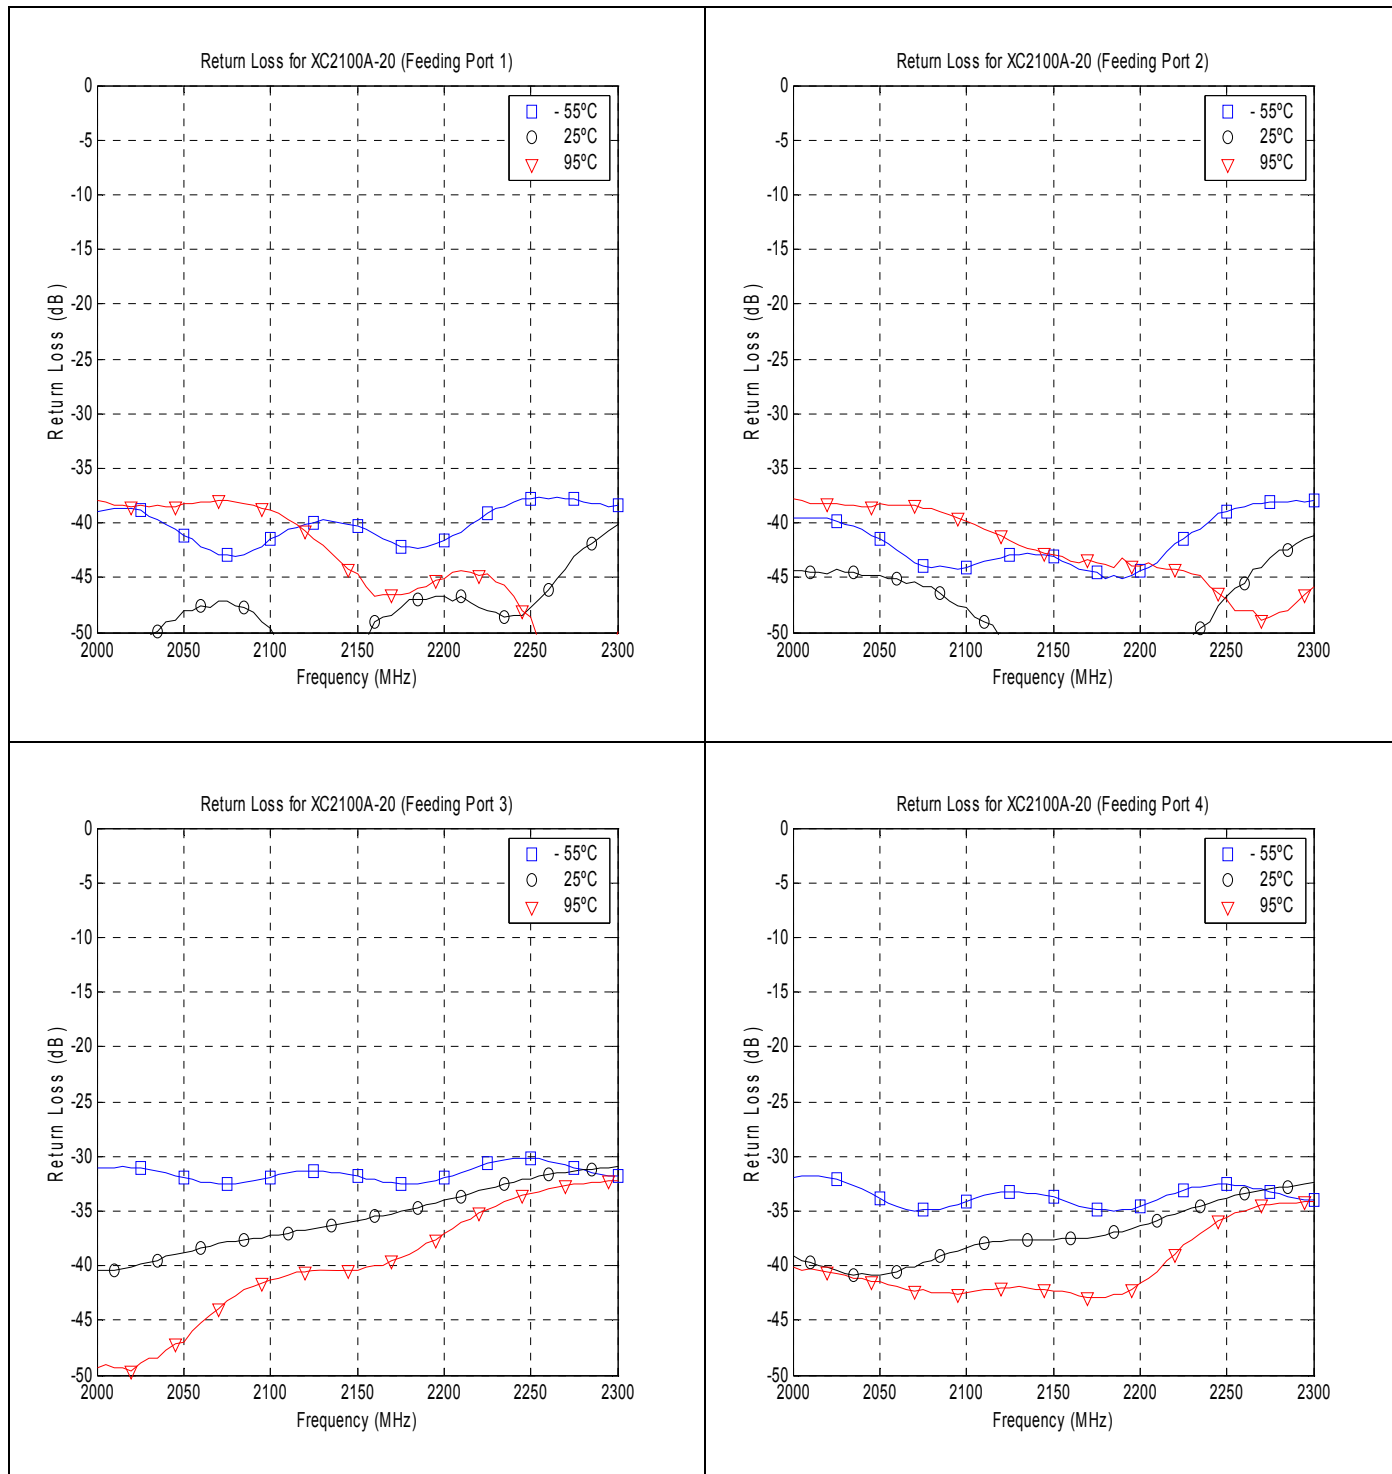 Return Loss for XC2100A-20 (Feeding Port 1)
0
-5
-10
-15
-20
-25
-30
-35
-40
-45
-50
Return Loss (dB)
- 55ºC
25ºC
95ºC
2000 2050 2100 2150 2200 2250 2300
Frequency (MHz)
Return Loss for XC2100A-20 (Feeding Port 2)
0
-5
-10
-15
-20
-25
-30
-35
-40
-45
-50
Return Loss (dB)
- 55ºC
25ºC
95ºC
2000 2050 2100 2150 2200 2250 2300
Frequency (MHz)
Return Loss for XC2100A-20 (Feeding Port 3)
0
-5
-10
-15
-20
-25
-30
-35
-40
-45
-50
Return Loss (dB)
- 55ºC
25ºC
95ºC
2000 2050 2100 2150 2200 2250 2300
Frequency (MHz)
Return Loss for XC2100A-20 (Feeding Port 4)
0
-5
-10
-15
-20
-25
-30
-35
-40
-45
-50
Return Loss (dB)
- 55ºC
25ºC
95ºC
2000 2050 2100 2150 2200 2250 2300
Frequency (MHz)